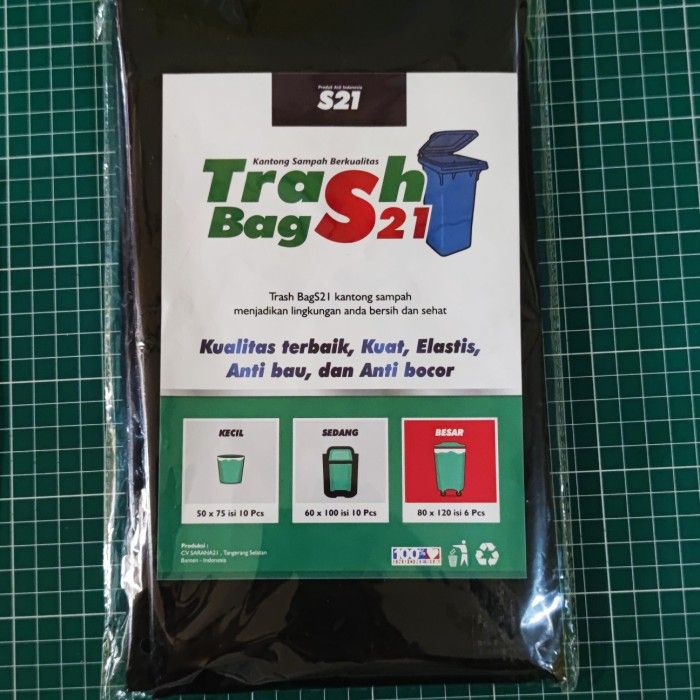 Produk Asli Indonesia
S21
Kantong Sampah Berkualitas
Trash
BagS21
Trash BagS21 kantong sampah
menjadikan lingkungan anda bersih dan sehat
Kualitas terbaik, Kuat, Elastis,
Anti bau, dan Anti bocor
KECIL
SEDANG
BESAR
50 x 75 isi 10 Pcs
60 x 100 isi 10 Pcs
80 x 120 isi 6 Pcs
Produksi :
CV SARANA21 , Tangerang Selatan
Banten - Indonesia
100%